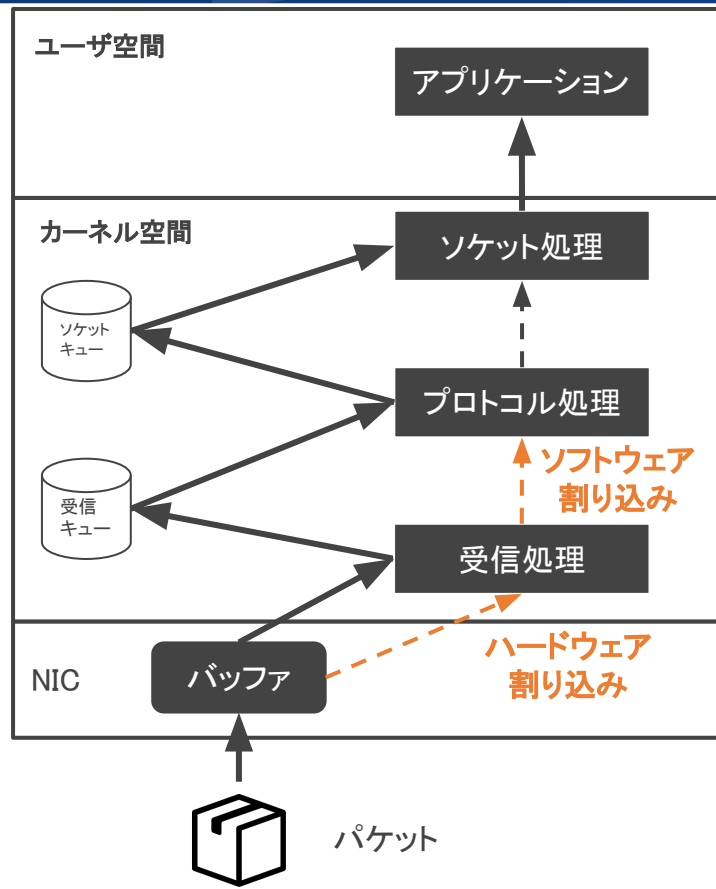 ユーザ空間
アプリケーション
カーネル空間
ソケット処理
ソケット
キュー
プロトコル処理
ソフトウェア
割り込み
受信
キュー
受信処理
ハードウェア
割り込み
NIC
バッファ
パケット